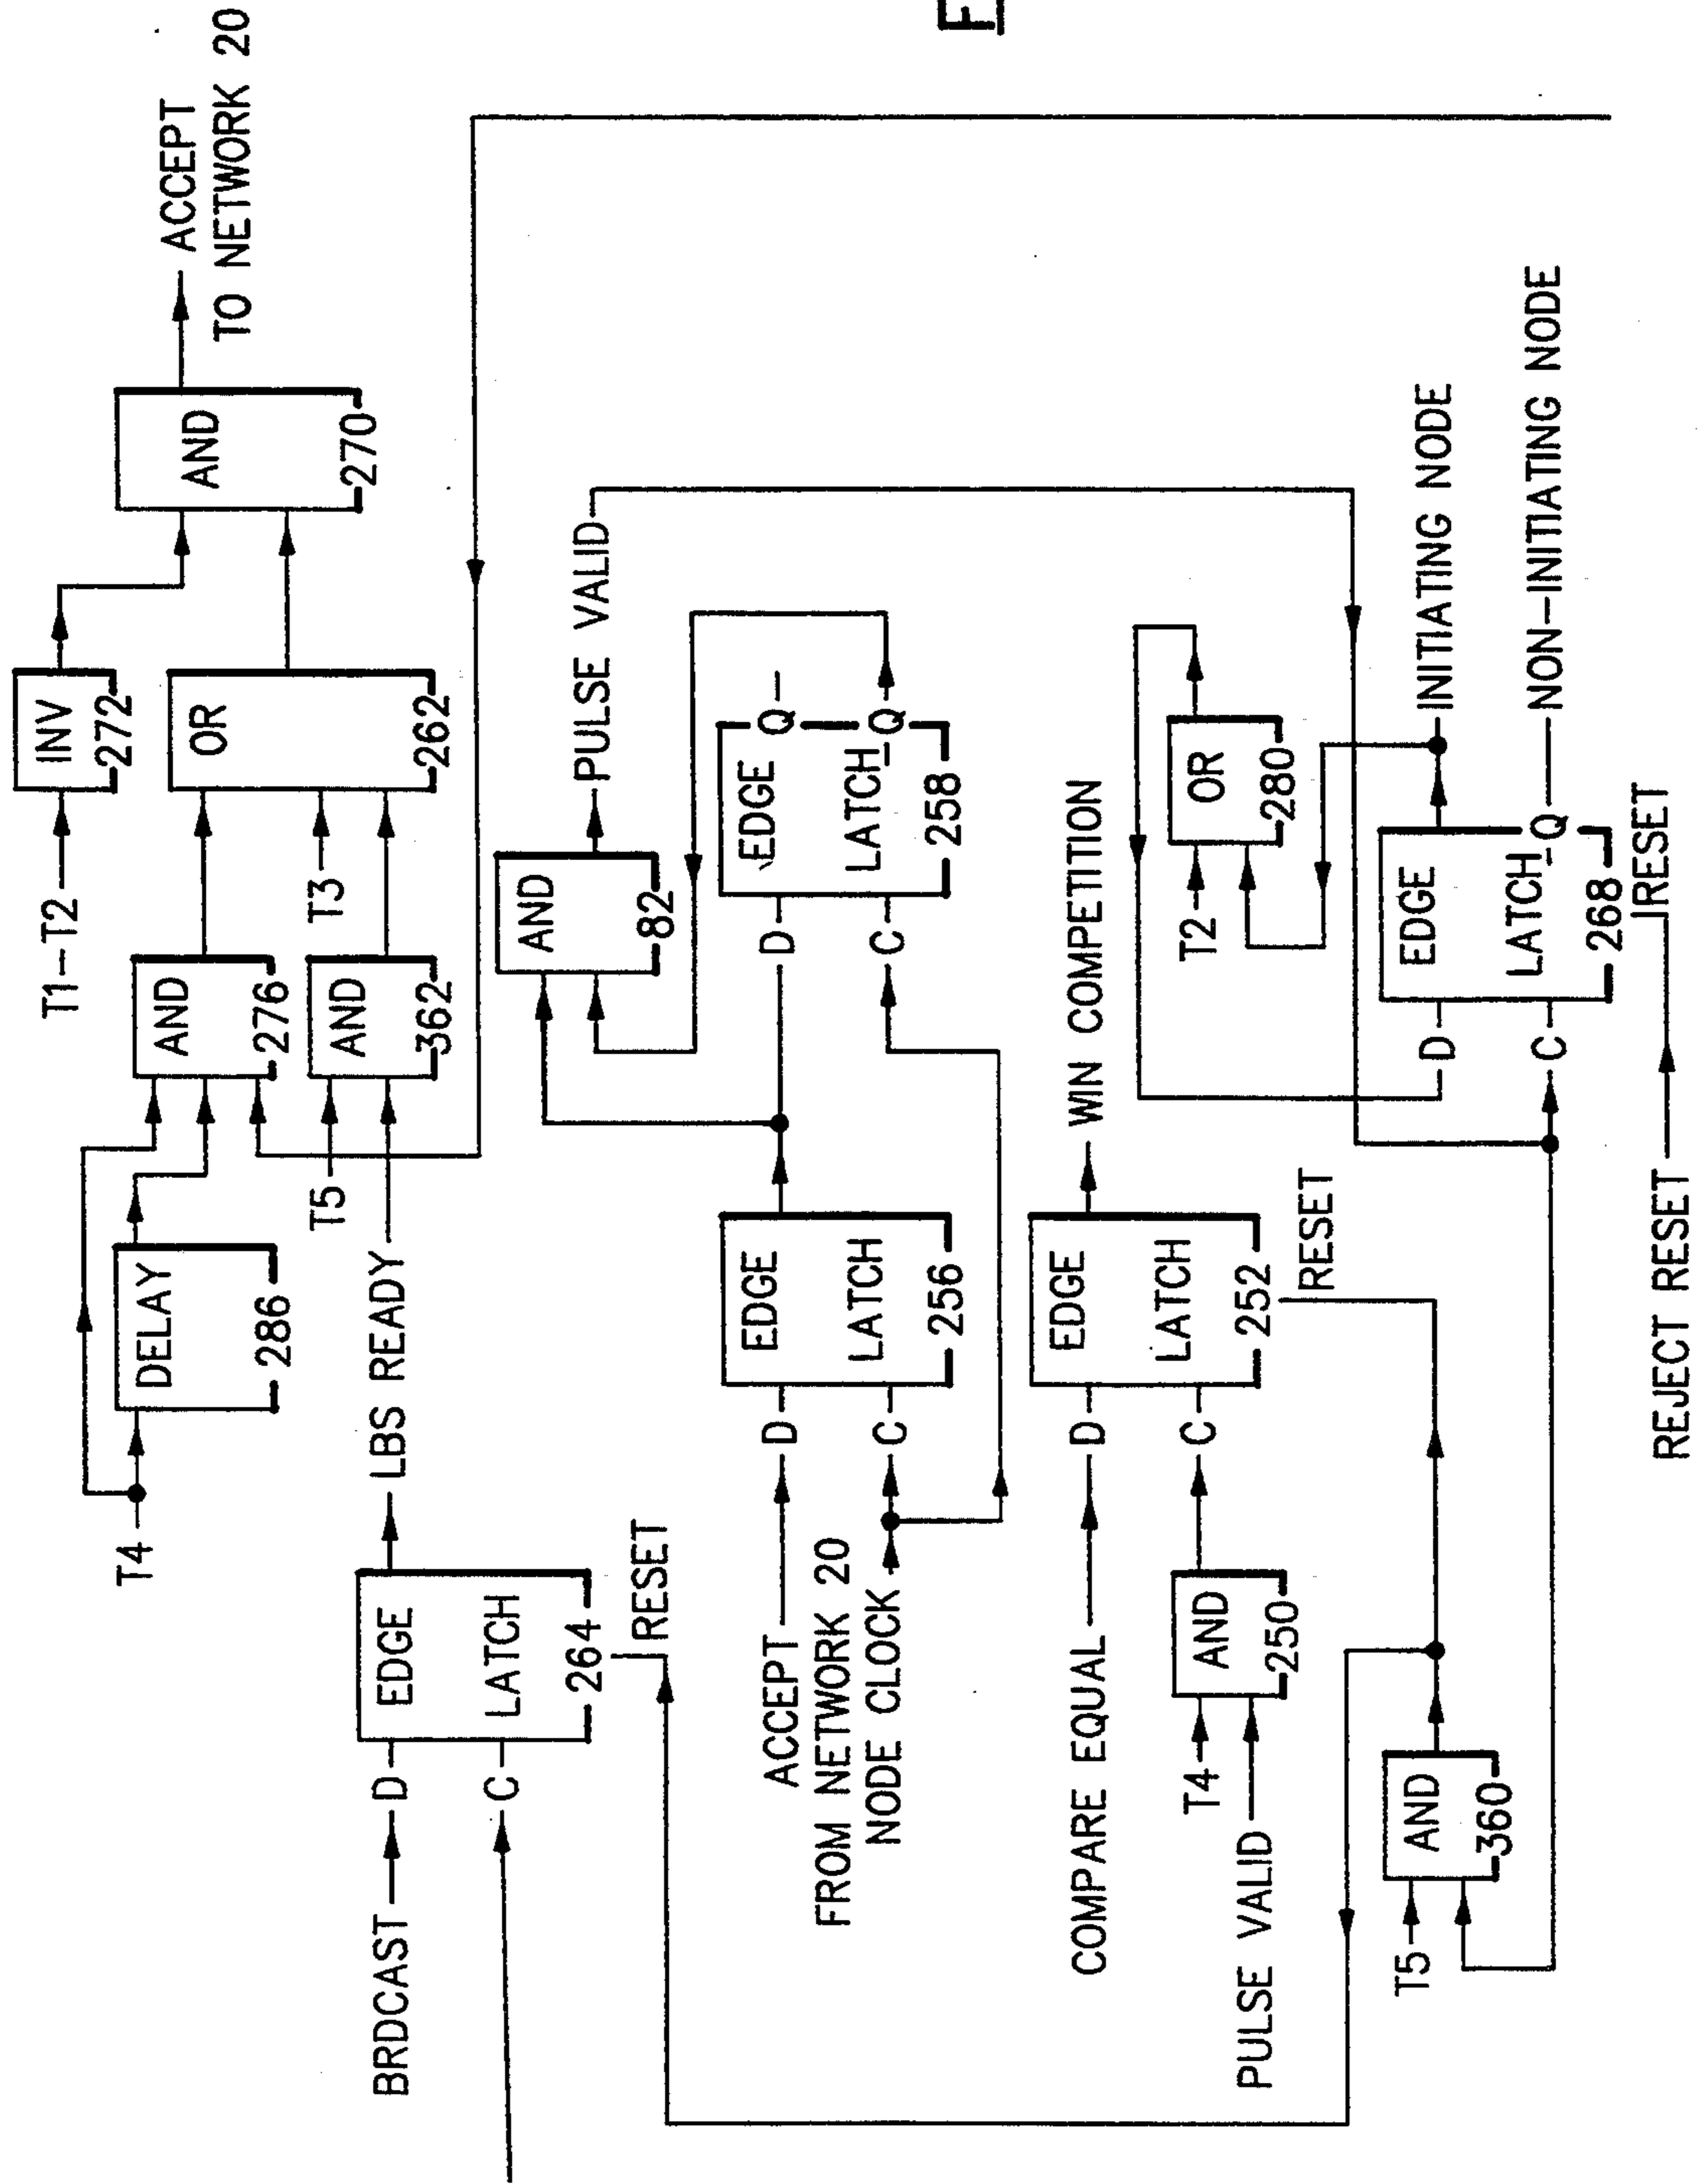 T1-T2
INV
272
AND
270
ACCEPT
TO NETWORK 20
T4
DELAY
286
AND
276
T3
OR
262
T5
AND
362
BRDCAST
D
C
EDGE
LATCH
264
RESET
LBS READY
AND
82
PULSE VALID
ACCEPT
FROM NETWORK 20
NODE CLOCK
D
C
EDGE
LATCH
256
D
C
EDGE
LATCH
258
Q
Q
COMPARE EQUAL
D
C
EDGE
LATCH
252
RESET
WIN COMPETITION
T4
PULSE VALID
AND
250
T2
OR
280
T5
AND
360
D
C
EDGE
LATCH
268
Q
RESET
INITIATING NODE
NON-INITIATING NODE
REJECT RESET